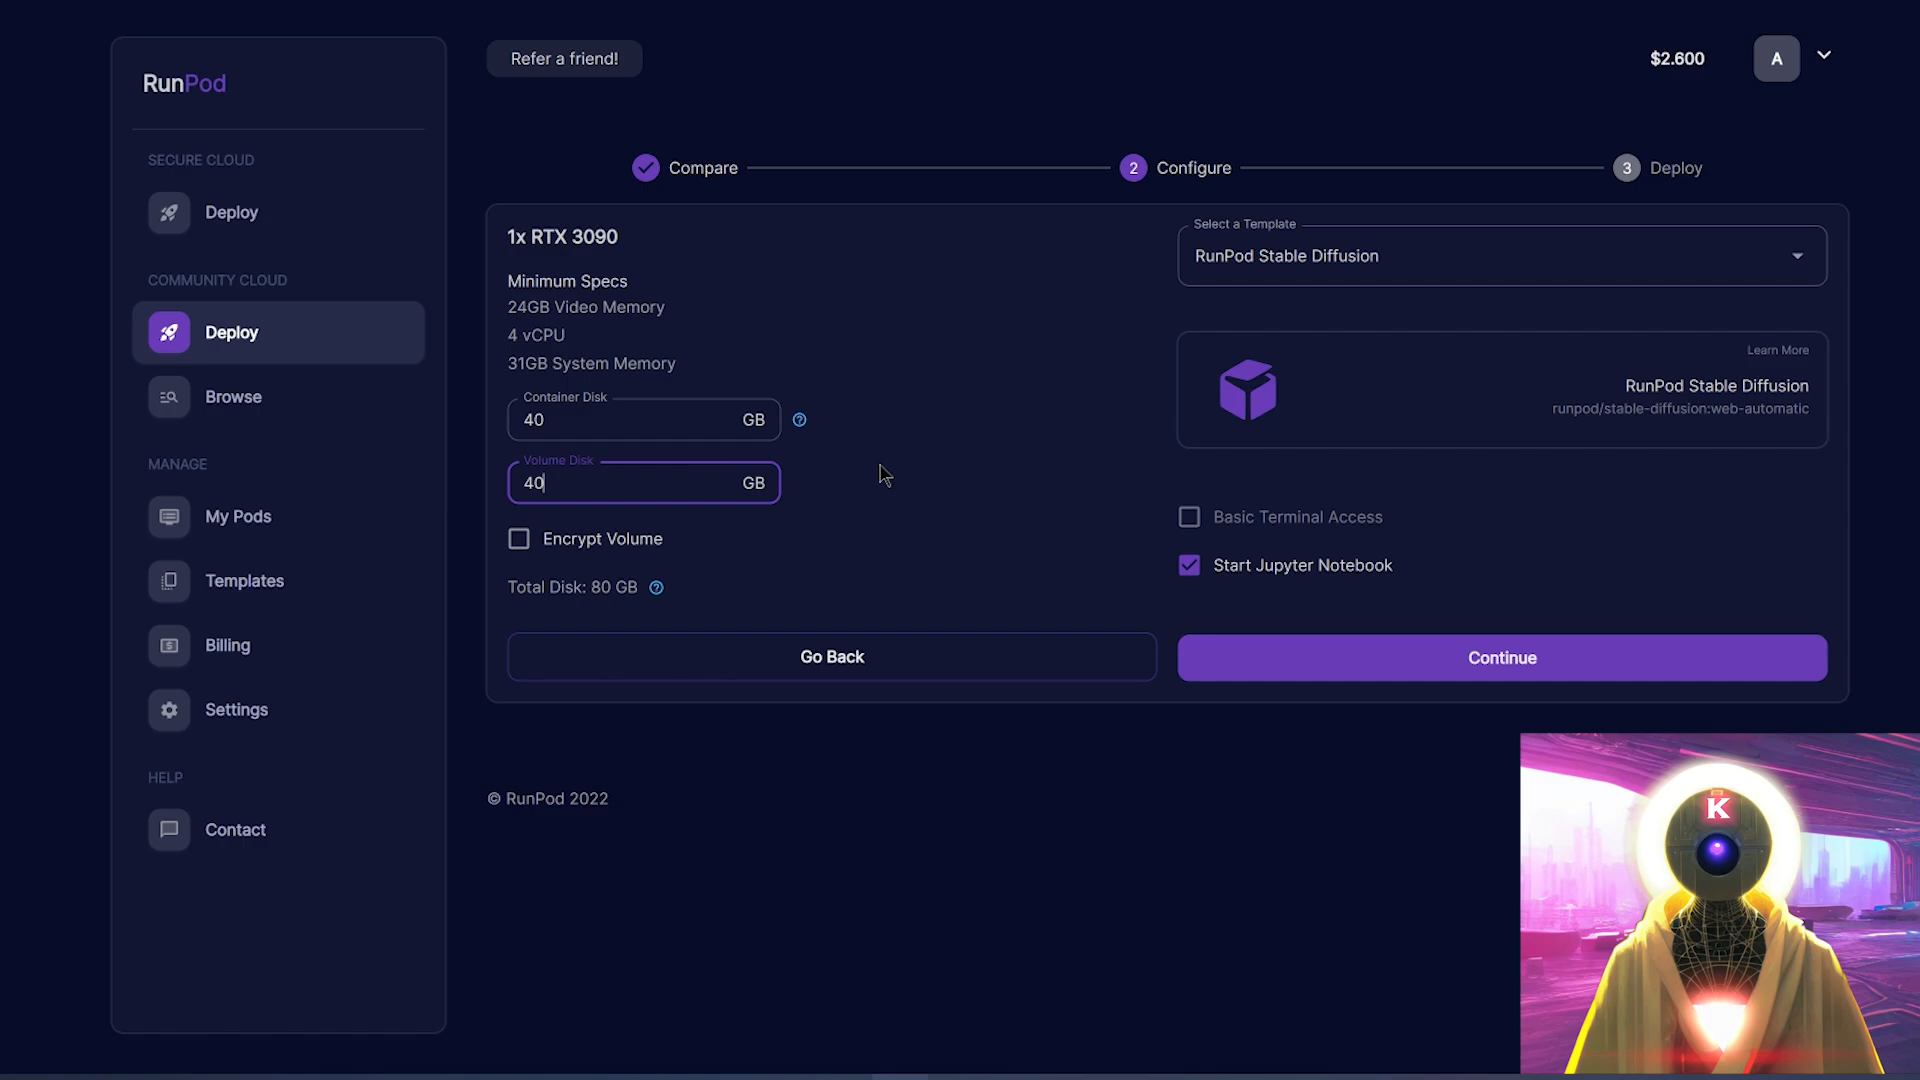 RunPod
SECURE CLOUD
Deploy
COMMUNITY CLOUD
Deploy
Browse
MANAGE
My Pods
Templates
Billing
Settings
HELP
Contact
Refer a friend!
$2.600
A
Compare
2 Configure
3 Deploy
1x RTX 3090
Minimum Specs
24GB Video Memory
4 vCPU
31GB System Memory
Container Disk
40 GB
Volume Disk
40 GB
Encrypt Volume
Total Disk: 80 GB
Select a Template
RunPod Stable Diffusion
Learn More
RunPod Stable Diffusion
runpod/stable-diffusion:web-automatic
Basic Terminal Access
Start Jupyter Notebook
Go Back
Continue
© RunPod 2022
K